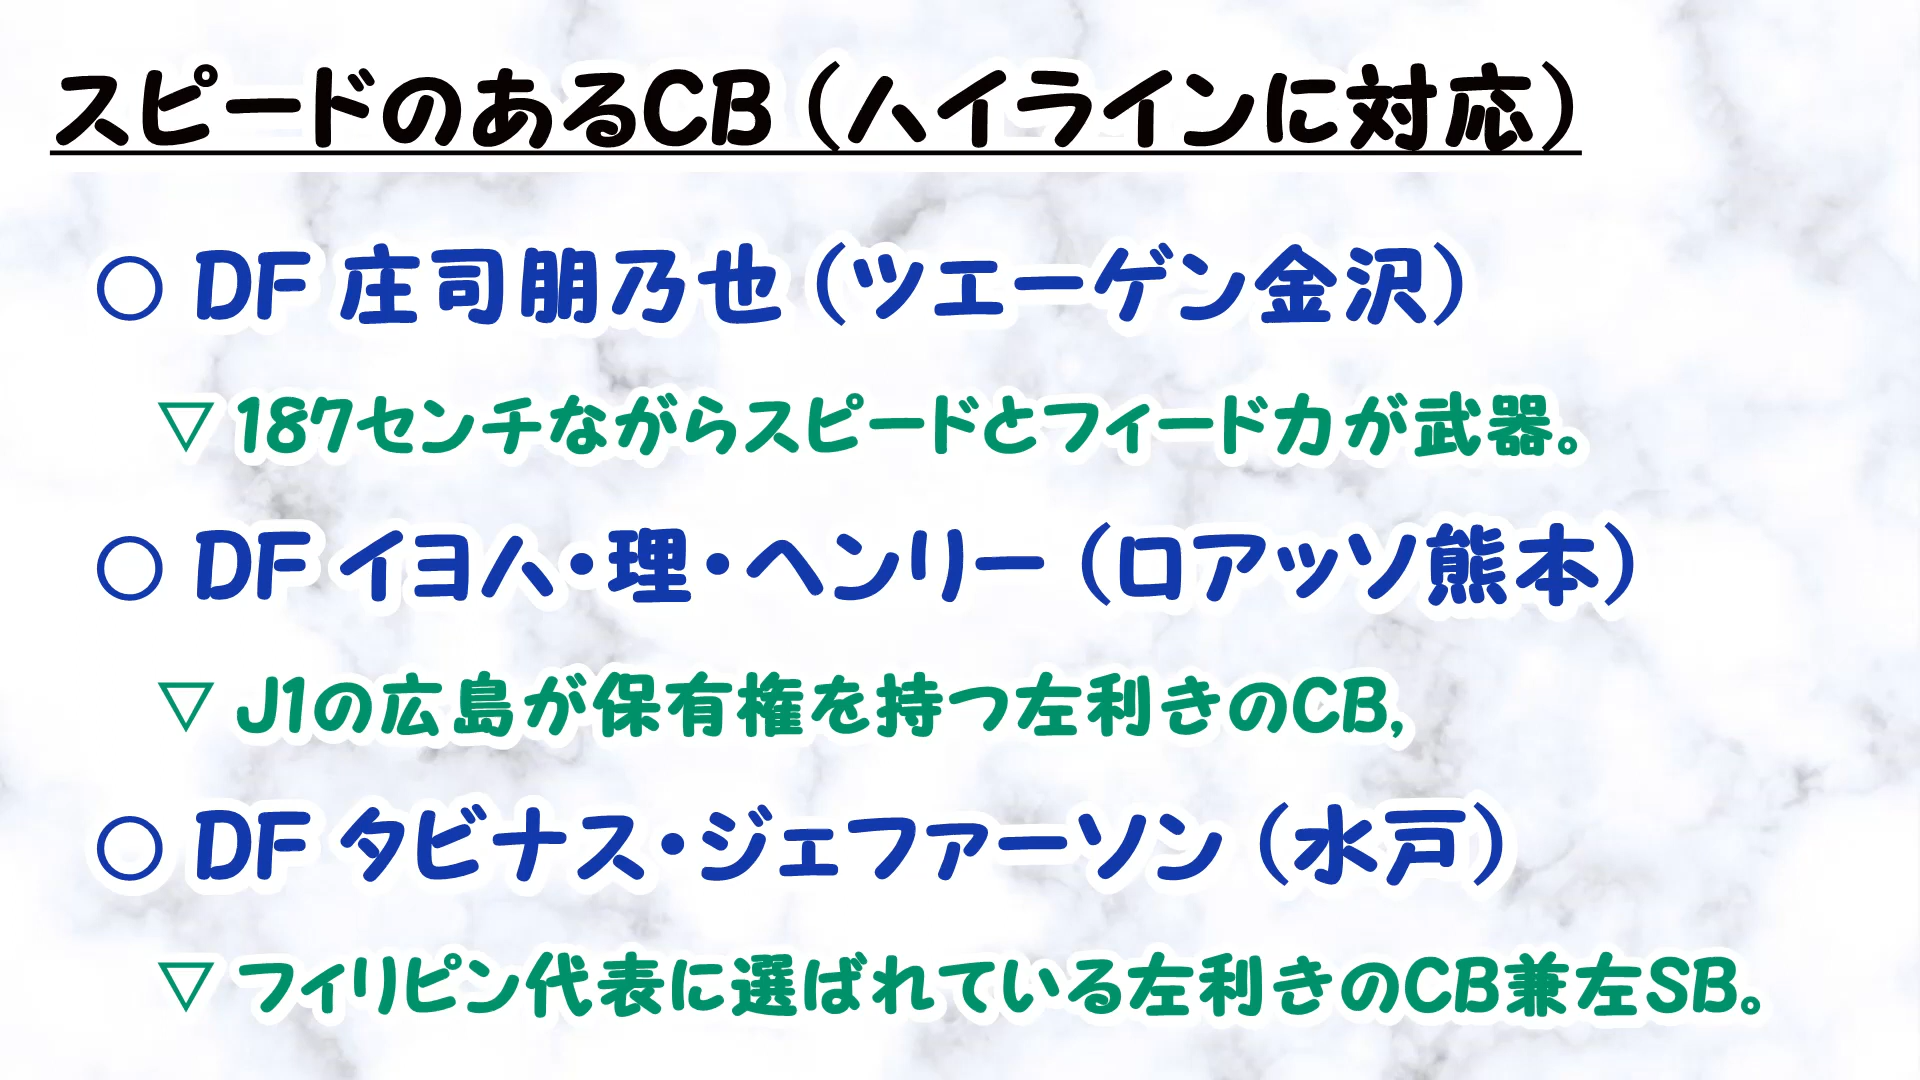 スピードのあるCB（ハイラインに対応）
○ DF 庄司朋乃也（ツエーゲン金沢）
▽ 187センチながらスピードとフィード力が武器。
○ DF イヨハ・理・ヘンリー（ロアッソ熊本）
▽ J1の広島が保有権を持つ左利きのCB,
○ DF タビナス・ジェファーソン（水戸）
▽ フィリピン代表に選ばれている左利きのCB兼左SB。